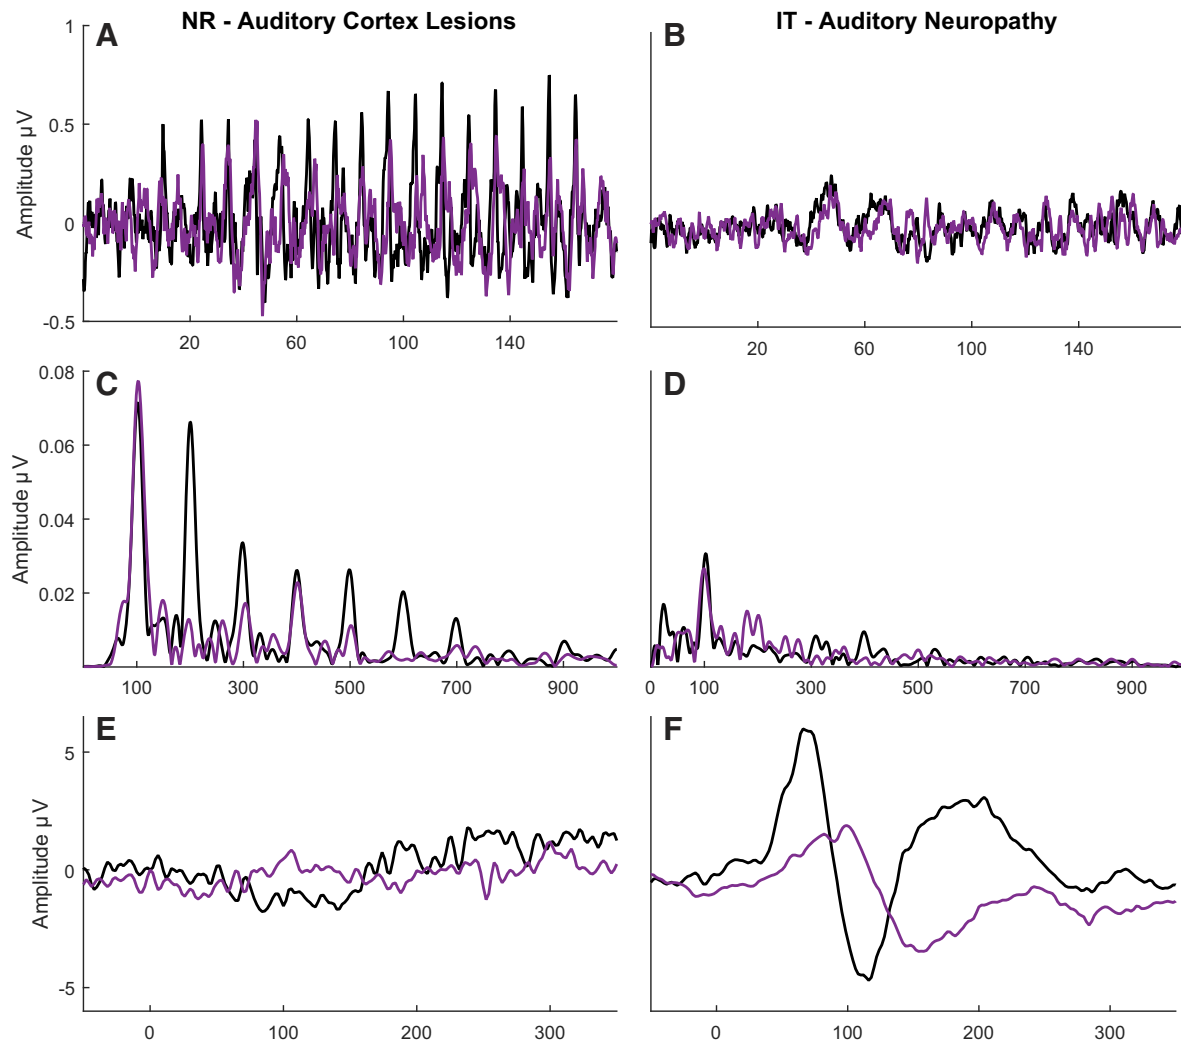 NR - Auditory Cortex Lesions
IT - Auditory Neuropathy
A
B
1
0.5
0
-0.5
Amplitude µV
20 60 100 140
20 60 100 140
C
D
0.08
0.06
0.04
0.02
Amplitude µV
100 300 500 700 900
0 100 300 500 700 900
E
F
5
0
-5
Amplitude µV
0 100 200 300
0 100 200 300